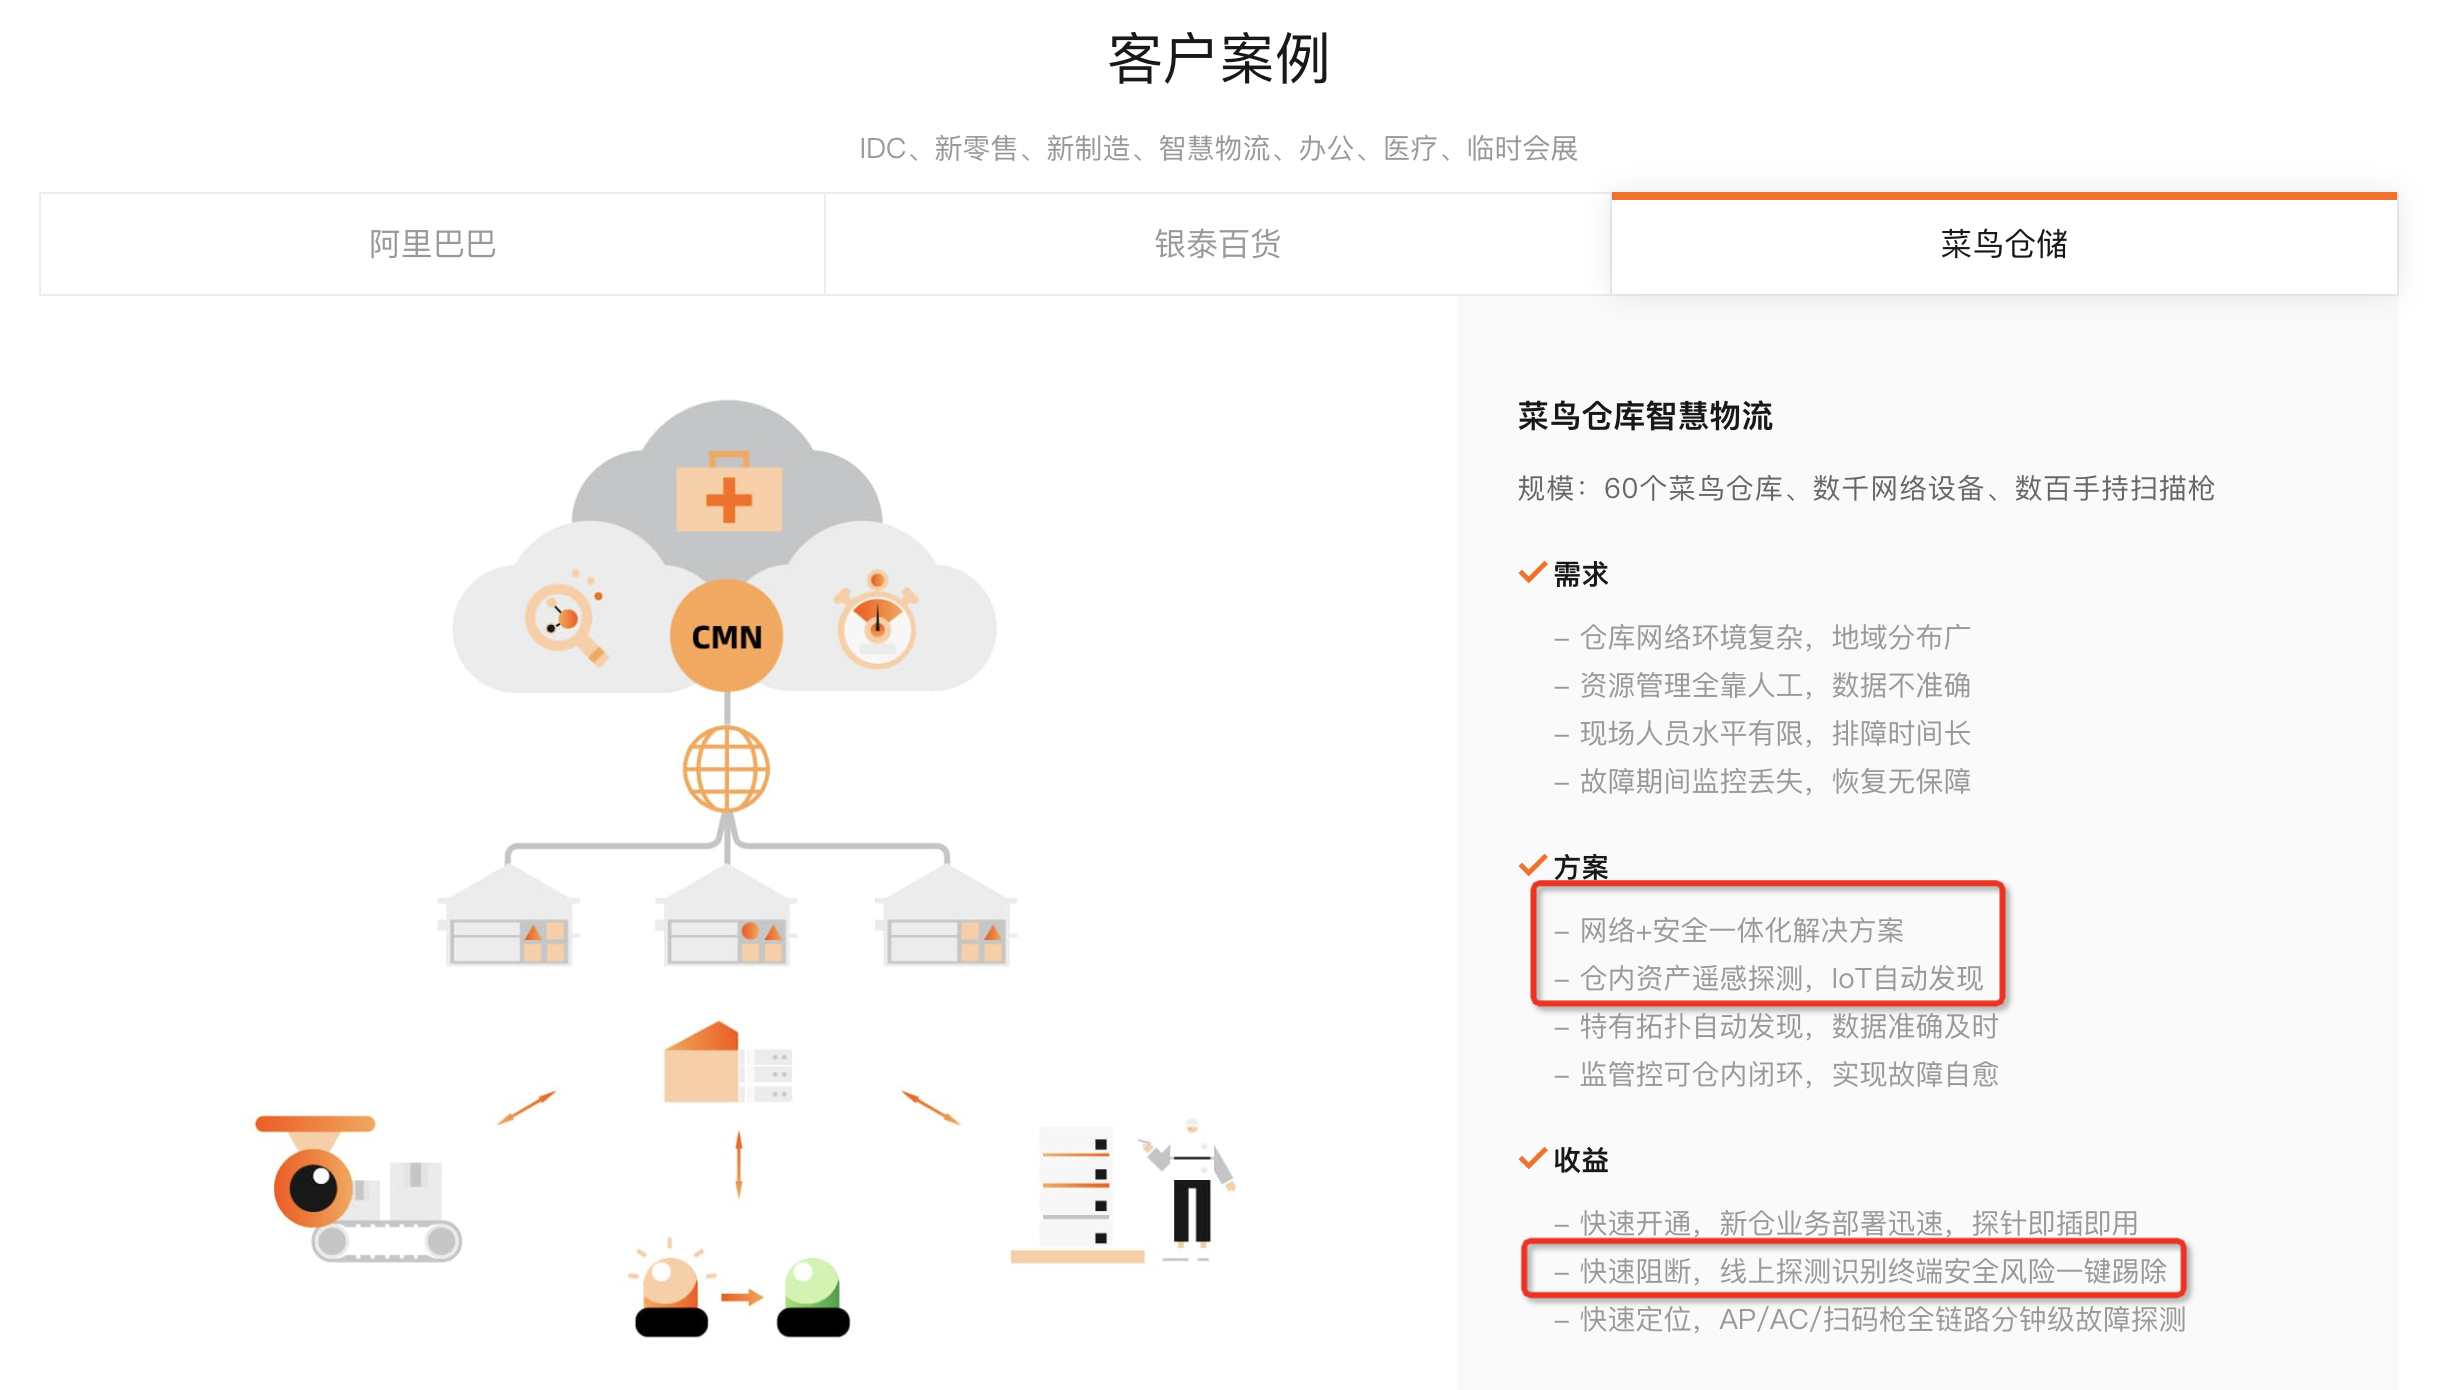 客户案例
IDC、新零售、新制造、智慧物流、办公、医疗、临时会展
阿里巴巴
银泰百货
菜鸟仓储
CMN
菜鸟仓库智慧物流
规模：60个菜鸟仓库、数千网络设备、数百手持扫描枪
需求
– 仓库网络环境复杂，地域分布广
– 资源管理全靠人工，数据不准确
– 现场人员水平有限，排障时间长
– 故障期间监控丢失，恢复无保障
方案
– 网络+安全一体化解决方案
– 仓内资产遥感探测，IoT自动发现
– 特有拓扑自动发现，数据准确及时
– 监管控可仓内闭环，实现故障自愈
收益
– 快速开通，新仓业务部署迅速，探针即插即用
– 快速阻断，线上探测识别终端安全风险一键踢除
– 快速定位，AP/AC/扫码枪全链路分钟级故障探测